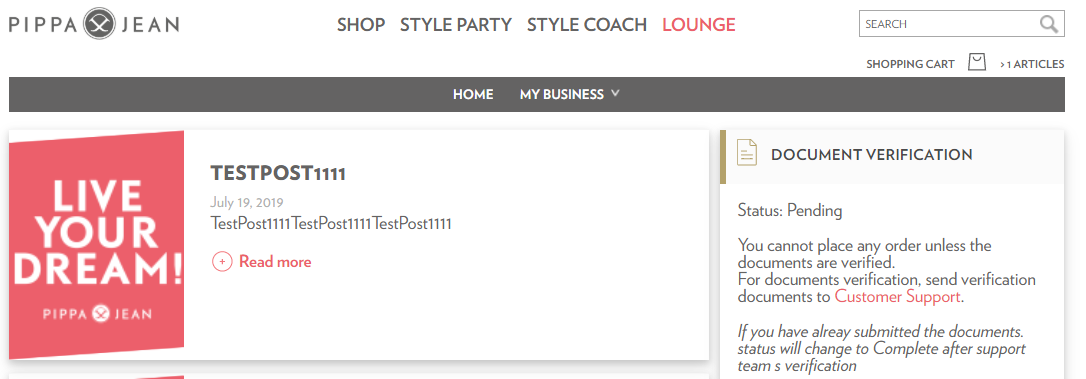 PIPPA JEAN
SHOP STYLE PARTY STYLE COACH LOUNGE
SEARCH
SHOPPING CART > 1 ARTICLES
HOME MY BUSINESS
LIVE
YOUR
DREAM!
PIPPA JEAN
TESTPOST1111
July 19, 2019
TestPost1111TestPost1111TestPost1111
Read more
DOCUMENT VERIFICATION
Status: Pending
You cannot place any order unless the
documents are verified.
For documents verification, send verification
documents to Customer Support.
If you have alreay submitted the documents.
status will change to Complete after support
team s verification